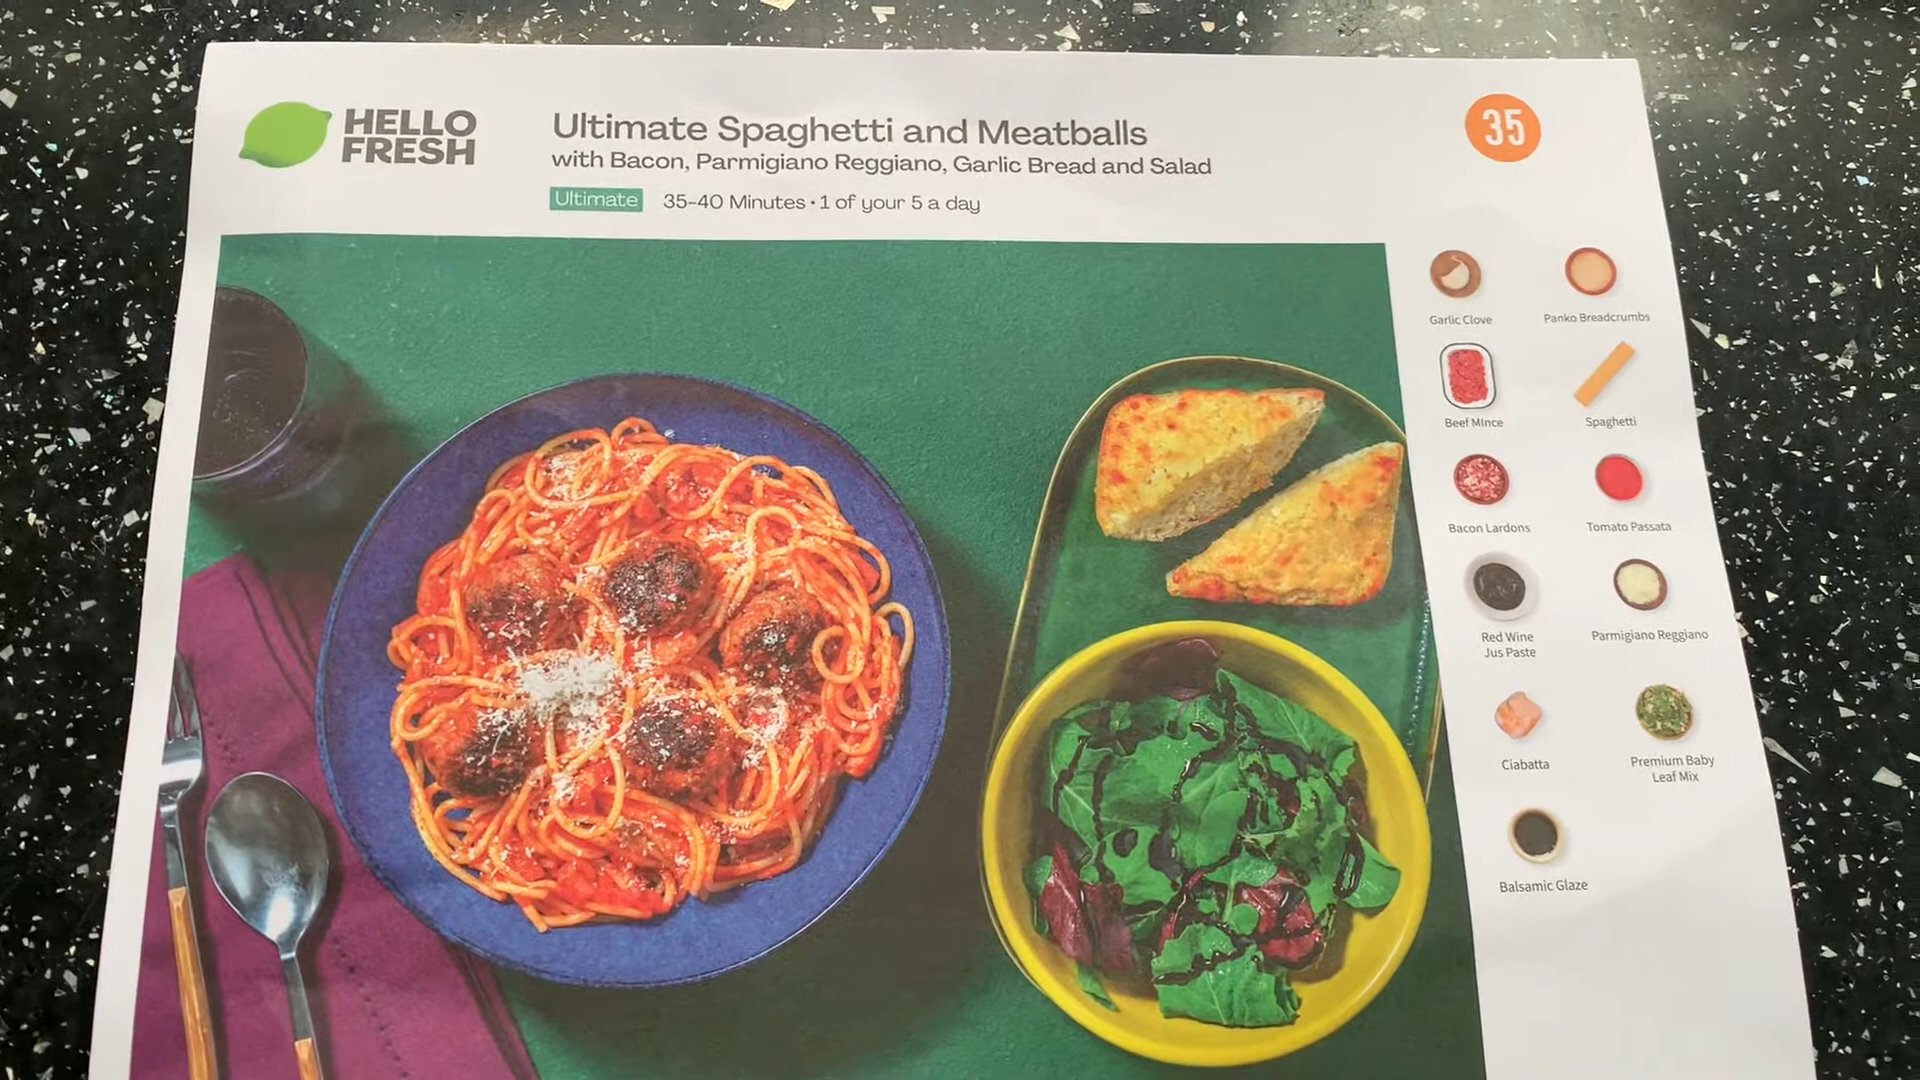 HELLO
FRESH
Ultimate Spaghetti and Meatballs
with Bacon, Parmigiano Reggiano, Garlic Bread and Salad
Ultimate 35-40 Minutes • 1 of your 5 a day
35
Garlic Clove
Panko Breadcrumbs
Beef MInce
Spaghetti
Bacon Lardons
Tomato Passata
Red Wine
Jus Paste
Parmigiano Reggiano
Ciabatta
Premium Baby
Leaf Mix
Balsamic Glaze